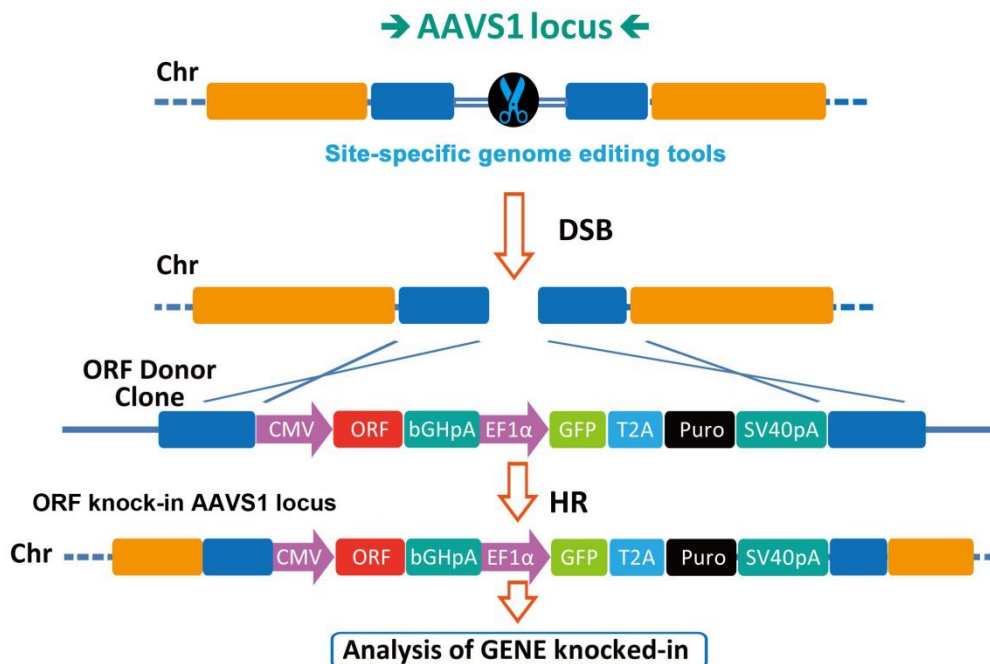 → AAVS1 locus ←
Chr
Site-specific genome editing tools
DSB
Chr
ORF Donor
Clone
CMV ORF bGHpA EF1α GFP T2A Puro SV40pA
HR
ORF knock-in AAVS1 locus
Chr
CMV ORF bGHpA EF1α GFP T2A Puro SV40pA
Analysis of GENE knocked-in